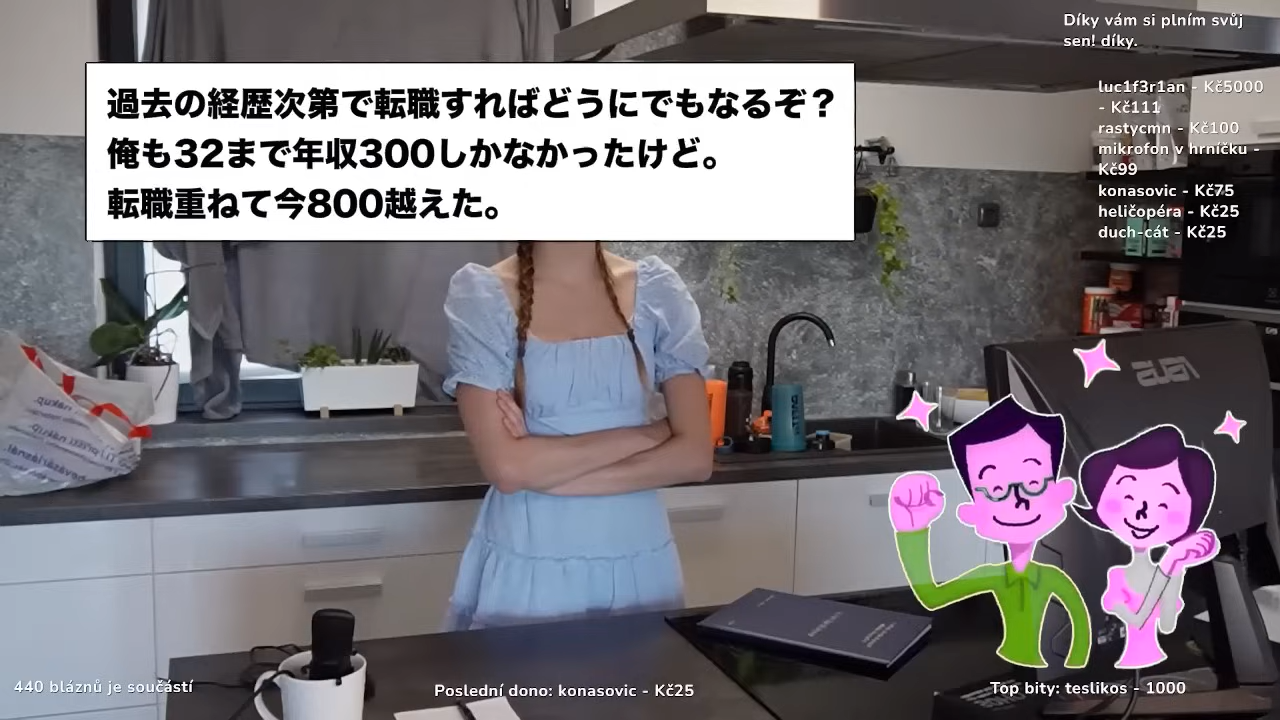 Díky vám si plním svůj
sen! díky.
過去の経歴次第で転職すればどうにでもなるぞ？
俺も32まで年収300しかなかったけど。
転職重ねて今800越えた。
luc1f3r1an - Kč5000
- Kč111
rastycmn - Kč100
mikrofon v hrníčku -
Kč99
konasovic - Kč75
heličopéra - Kč25
duch-cát - Kč25
440 bláznů je součástí
Poslední dono: konasovic - Kč25
Top bity: teslikos - 1000